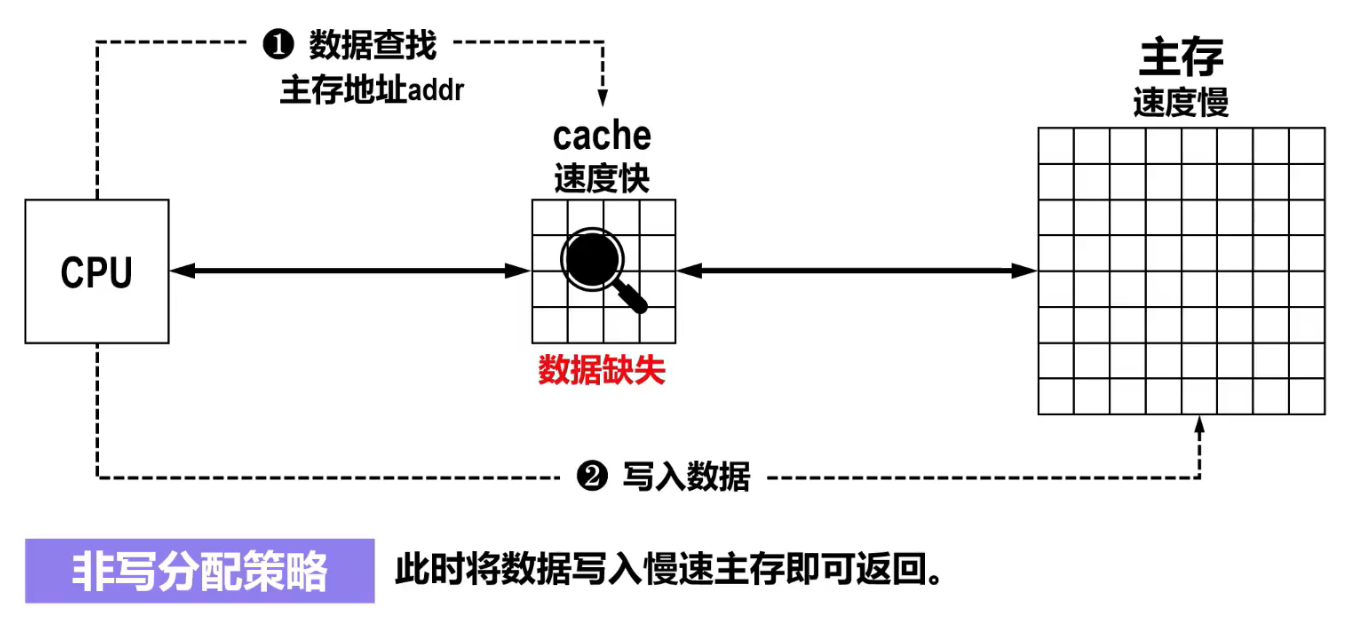 ❶ 数据查找
主存地址addr
主存
速度慢
cache
速度快
CPU
数据缺失
❷ 写入数据
非写分配策略
此时将数据写入慢速主存即可返回。